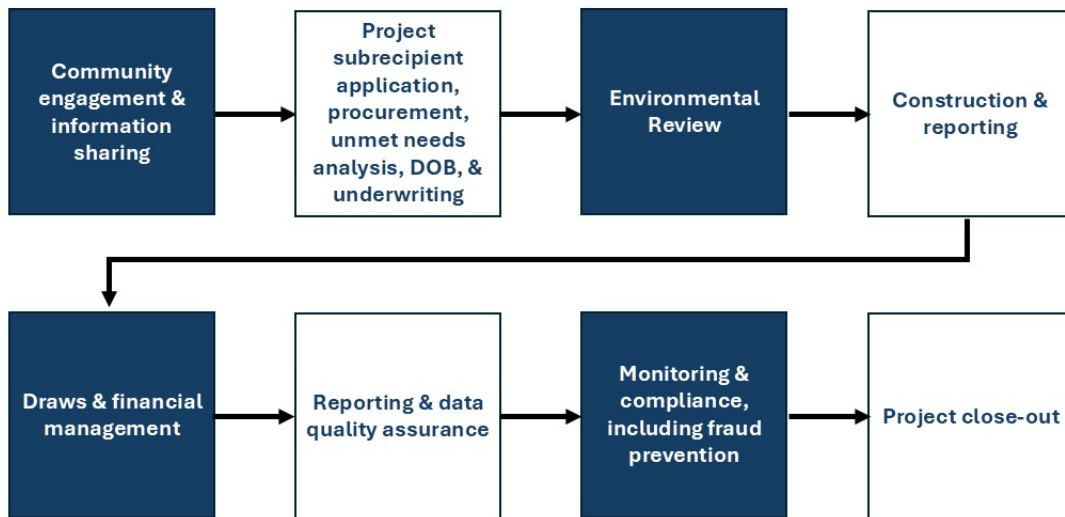 Community
engagement &
information
sharing
Project
subrecipient
application,
procurement,
unmet needs
analysis, DOB, &
underwriting
Environmental
Review
Construction &
reporting
Draws & financial
management
Reporting & data
quality assurance
Monitoring &
compliance,
including fraud
prevention
Project close-out